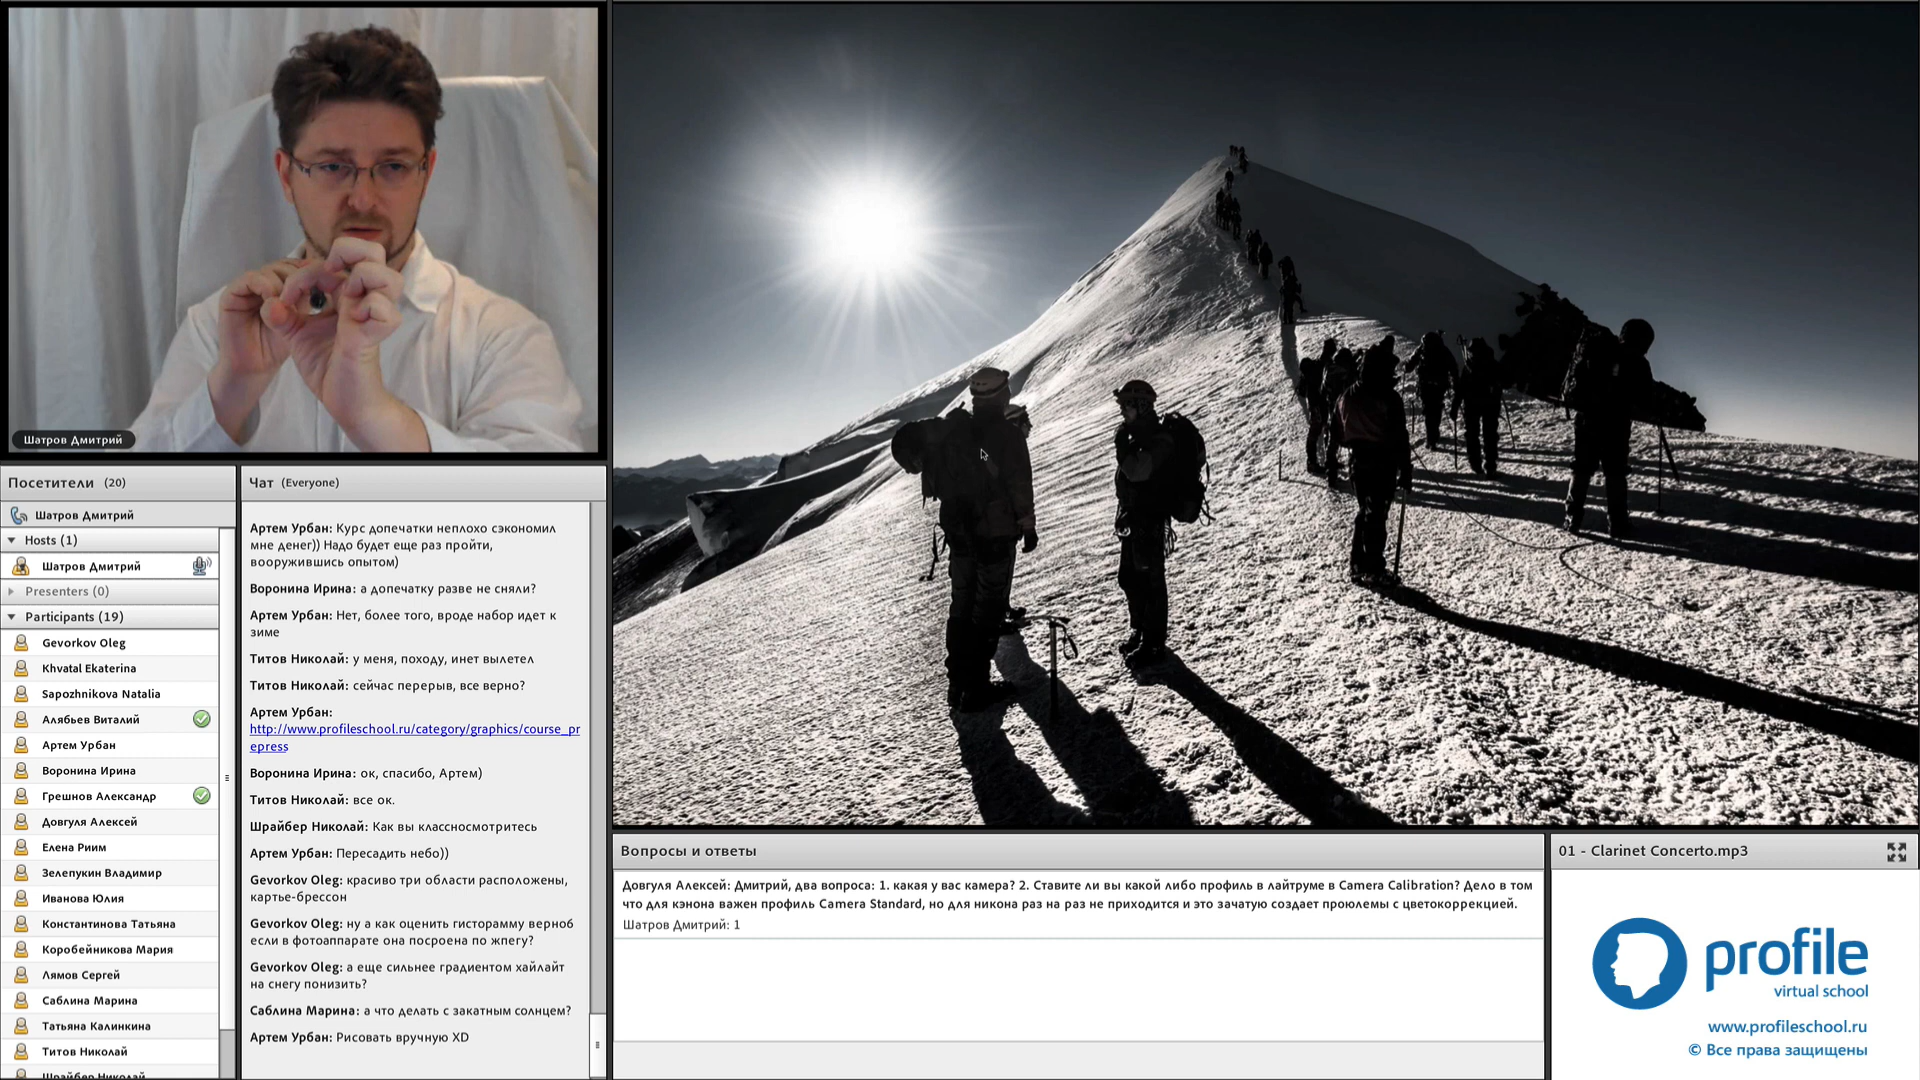 Шатров Дмитрий
Посетители (20)
Шатров Дмитрий
Hosts (1)
Шатров Дмитрий
Presenters (0)
Participants (19)
Gevorkov Oleg
Khvatal Ekaterina
Sapozhnikova Natalia
Алябьев Виталий
Артем Урбан
Воронина Ирина
Грешнов Александр
Довгуля Алексей
Елена Риим
Зелепукин Владимир
Иванова Юлия
Константинова Татьяна
Коробейникова Мария
Лямов Сергей
Саблина Марина
Татьяна Калинкина
Титов Николай
Шрайбер Николай
Чат (Everyone)
Артем Урбан: Курс допечатки неплохо сэкономил
мне денег)) Надо будет еще раз пройти,
вооружившись опытом)
Воронина Ирина: а допечатку разве не сняли?
Артем Урбан: Нет, более того, вроде набор идет к
зиме
Титов Николай: у меня, походу, инет вылетел
Титов Николай: сейчас перерыв, все верно?
Артем Урбан:
http://www.profileschool.ru/category/graphics/course_pr
epress
Воронина Ирина: ок, спасибо, Артем)
Титов Николай: все ок.
Шрайбер Николай: Как вы классносмотритесь
Артем Урбан: Пересадить небо))
Gevorkov Oleg: красиво три области расположены,
картье-брессон
Gevorkov Oleg: ну а как оценить гисторамму верно6
если в фотоаппарате она посроена по жпегу?
Gevorkov Oleg: а еще сильнее градиентом хайлайт
на снегу понизить?
Саблина Марина: а что делать с закатным солнцем?
Артем Урбан: Рисовать вручную XD
Вопросы и ответы
Довгуля Алексей: Дмитрий, два вопроса: 1. какая у вас камера? 2. Ставите ли вы какой либо профиль в лайтруме в Camera Calibration? Дело в том
что для кэнона важен профиль Camera Standard, но для никона раз на раз не приходится и это зачатую создает проюлемы с цветокоррекцией.
Шатров Дмитрий: 1
01 - Clarinet Concerto.mp3
profile
virtual school
www.profileschool.ru
© Все права защищены